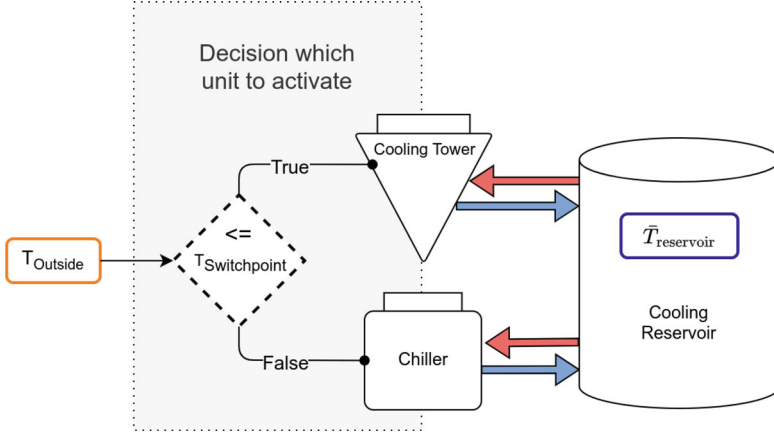 Decision which
unit to activate
True
Cooling Tower
<=
T_Switchpoint
T_Outside
T̄_reservoir
Cooling
Reservoir
False
Chiller